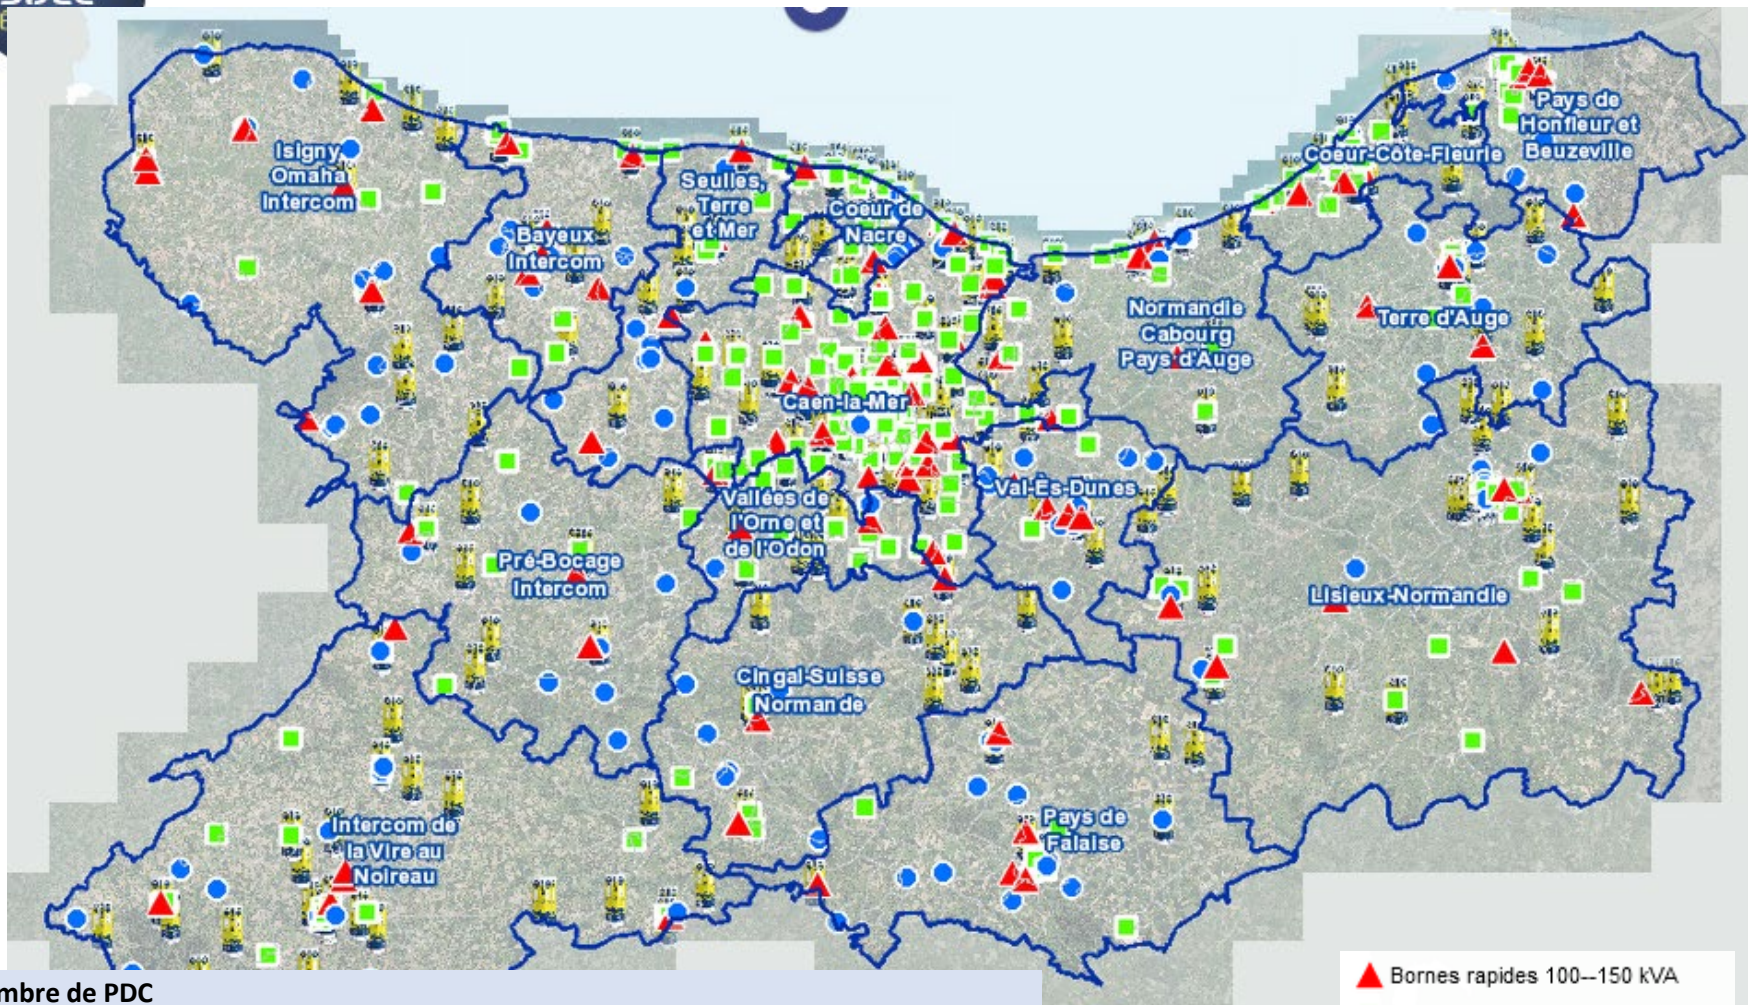 Isigny
Omaha
Intercom
Bayeux
Intercom
Seulles,
Terre
et Mer
Coeur de
Nacre
Caen-la-Mer
Vallées de
l'Orne et
de l'Odon
Pré-Bocage
Intercom
Intercom de
la Vire au
Noireau
Cingal-Suisse
Normande
Pays de
Falaise
Val-Ès-Dunes
Normandie
Cabourg
Pays d'Auge
Coeur-Côte-Fleurie
Pays de
Honfleur et
Beuzeville
Terre d'Auge
Lisieux-Normandie
mbre de PDC
Bornes rapides 100--150 kVA